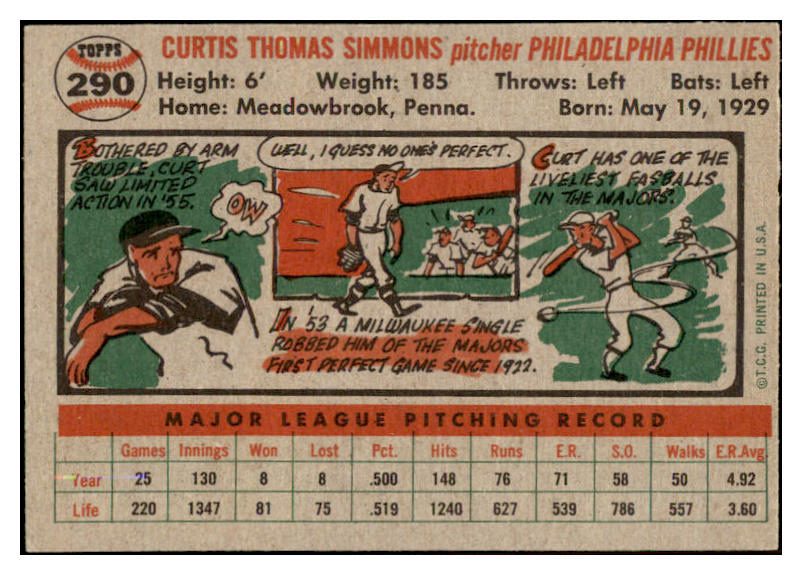 TOPPS
290
CURTIS THOMAS SIMMONS pitcher PHILADELPHIA PHILLIES
Height: 6' Weight: 185 Throws: Left Bats: Left
Home: Meadowbrook, Penna. Born: May 19, 1929
BOTHERED BY ARM
TROUBLE, CURT
SAW LIMITED
ACTION IN '55.
OW
WELL, I GUESS NO ONE'S PERFECT.
IN '53 A MILWAUKEE SINGLE
ROBBED HIM OF THE MAJORS
FIRST PERFECT GAME SINCE 1922.
CURT HAS ONE OF THE
LIVELIEST FASBALLS
IN THE MAJORS.
©T.C.G. PRINTED IN U.S.A.
MAJOR LEAGUE PITCHING RECORD
Games Innings Won Lost Pct. Hits Runs E.R. S.O. Walks E.R.Avg.
Year 25 130 8 8 .500 148 76 71 58 50 4.92
Life 220 1347 81 75 .519 1240 627 539 786 557 3.60